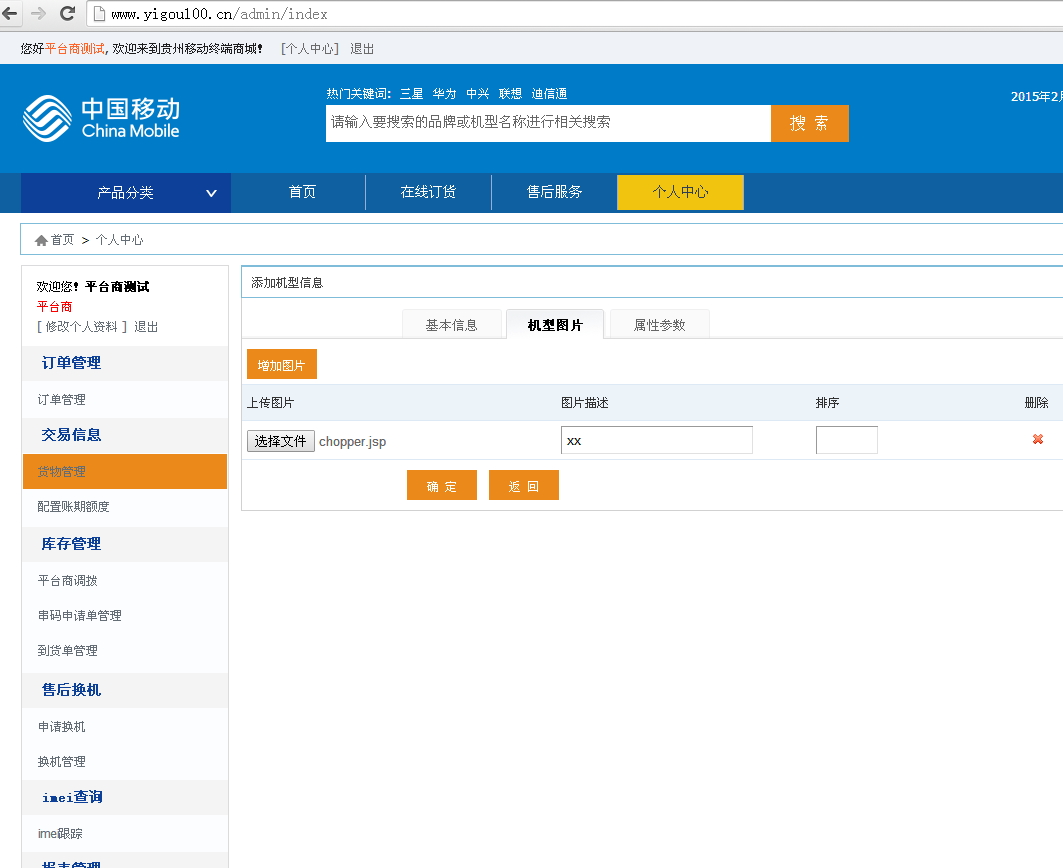 www.yigou100.cn/admin/index
您好平台商测试, 欢迎来到贵州移动终端商城! [个人中心] 退出
中国移动
China Mobile
热门关键词: 三星 华为 中兴 联想 迪信通
请输入要搜索的品牌或机型名称进行相关搜索
搜 索
2015年2月
产品分类 首页 在线订货 售后服务 个人中心
首页 > 个人中心
欢迎您! 平台商测试
平台商
[ 修改个人资料 ] 退出
订单管理
订单管理
交易信息
货物管理
配置账期额度
库存管理
平台商调拨
串码申请单管理
到货单管理
售后换机
申请换机
换机管理
imei查询
imei跟踪
报表管理
添加机型信息
基本信息 机型图片 属性参数
增加图片
上传图片 图片描述 排序 删除
选择文件 chopper.jsp xx
确 定 返 回